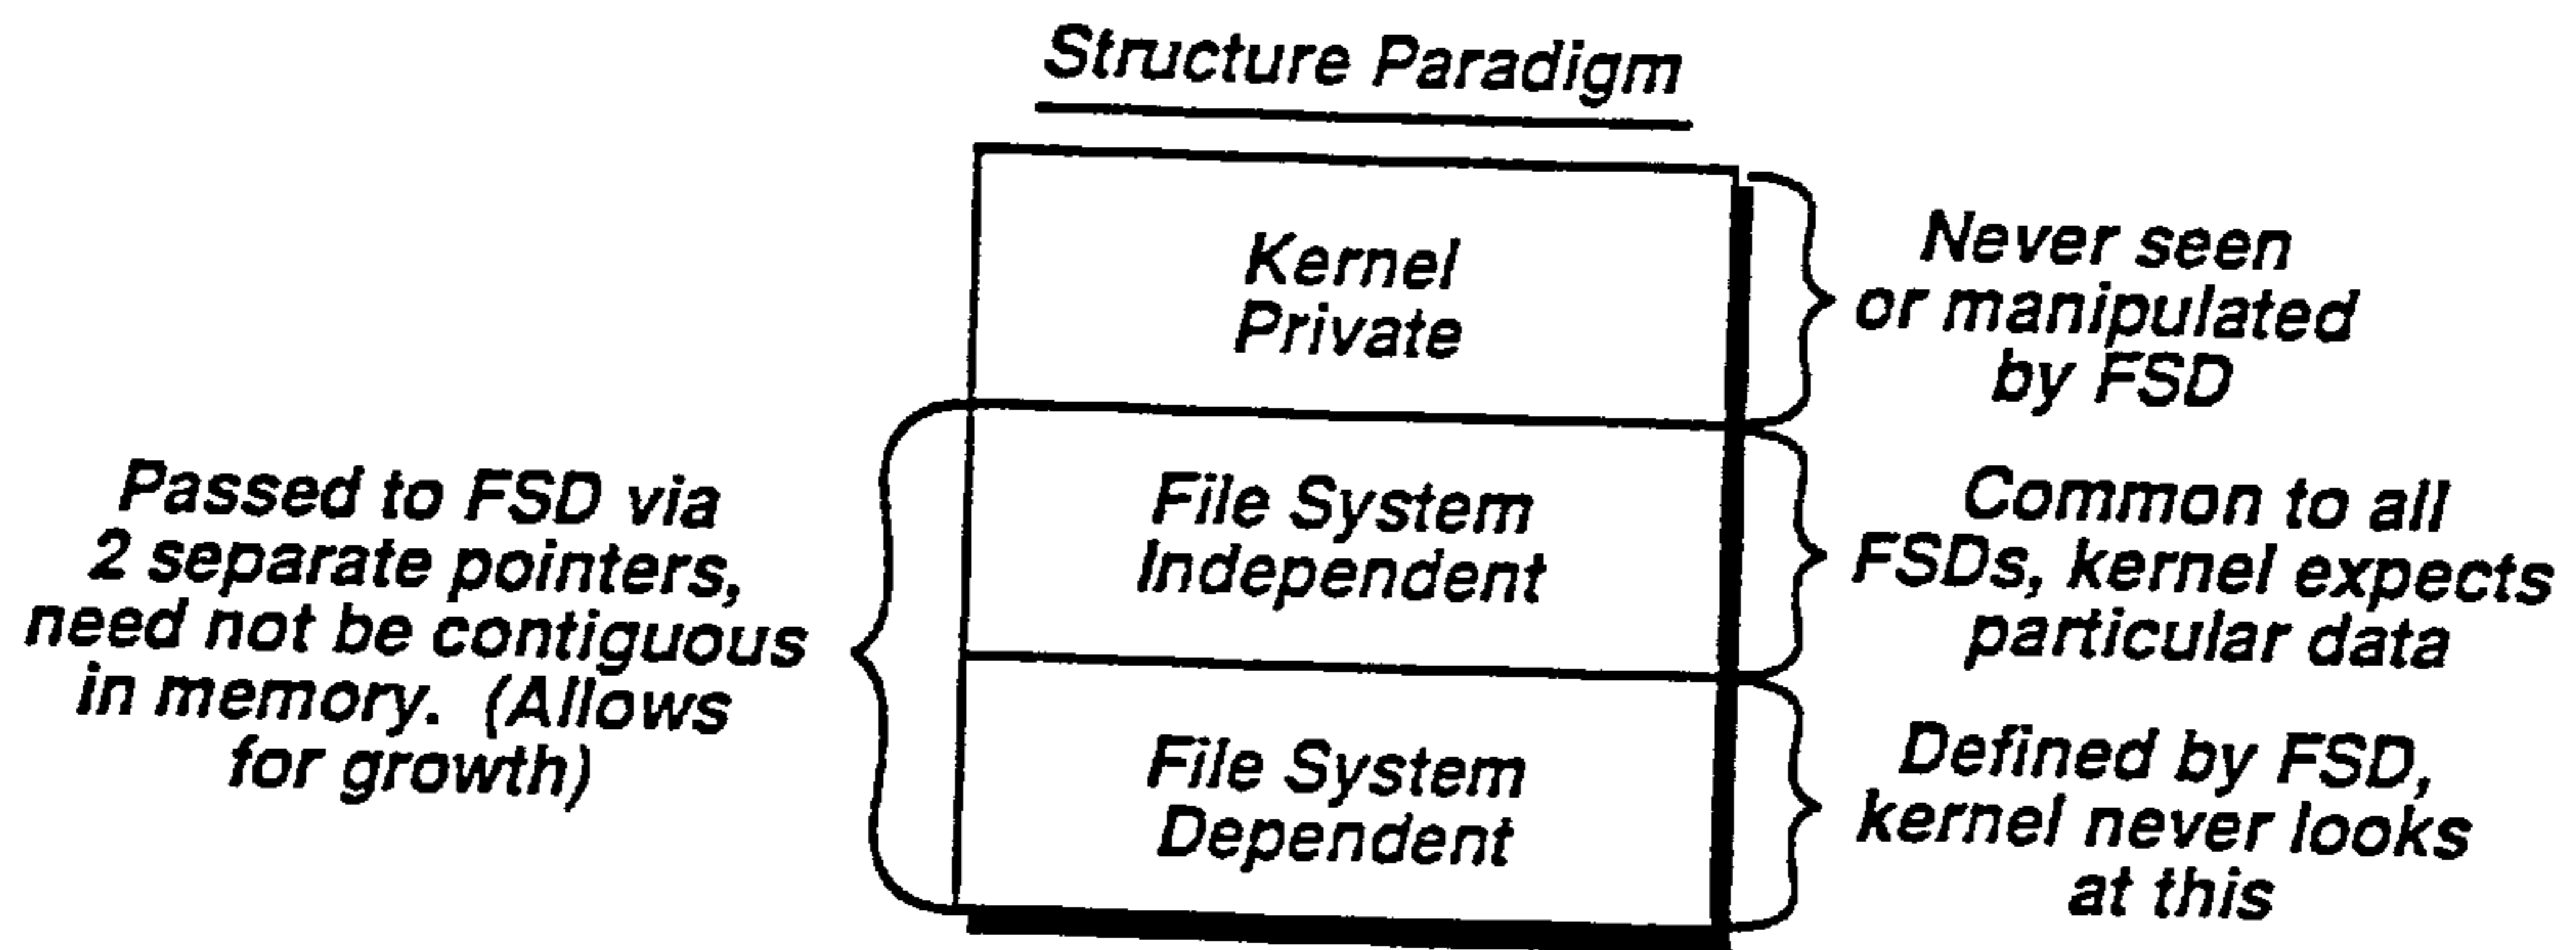 Structure Paradigm
Kernel
Private
Never seen
or manipulated
by FSD
Passed to FSD via
2 separate pointers,
need not be contiguous
in memory. (Allows
for growth)
File System
Independent
Common to all
FSDs, kernel expects
particular data
File System
Dependent
Defined by FSD,
kernel never looks
at this